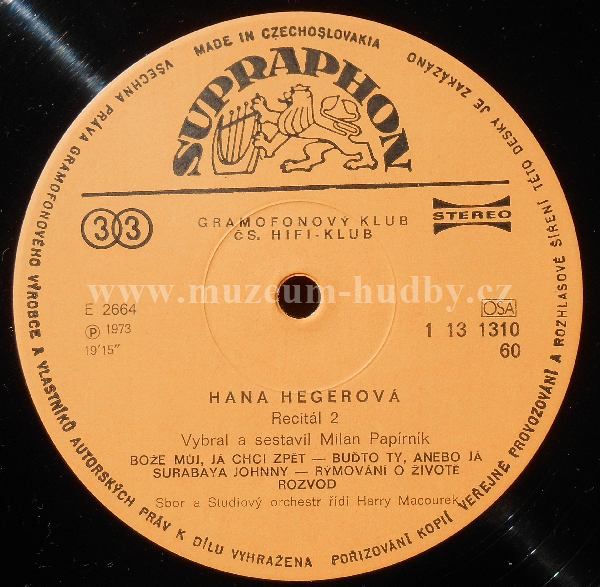 MADE IN CZECHOSLOVAKIA
VŠECHNA PRÁVA GRAMOFONOVÉHO VÝROBCE A VLASTNÍKŮ AUTORSKÝCH PRÁV K DÍLU VYHRAŽENA
POŘIZOVÁNÍ KOPIÍ VEŘEJNÉ PROVOZOVÁNÍ A ROZHLASOVÉ ŠÍŘENÍ TÉTO DESKY JE ZAKÁZÁNO
SUPRAPHON
33
GRAMOFONOVÝ KLUB
ČS. HIFI-KLUB
STEREO
www.muzeum-hudby.cz
E 2664
℗ 1973
19'15"
OSA
1 13 1310
60
HANA HEGEROVÁ
Recitál 2
Vybral a sestavil Milan Papírník
BOŽE MŮJ, JÁ CHCI ZPĚT — BUĎTO TY, ANEBO JÁ
SURABAYA JOHNNY — RÝMOVÁNÍ O ŽIVOTĚ
ROZVOD
Sbor a Studiový orchestr řídí Harry Macourek